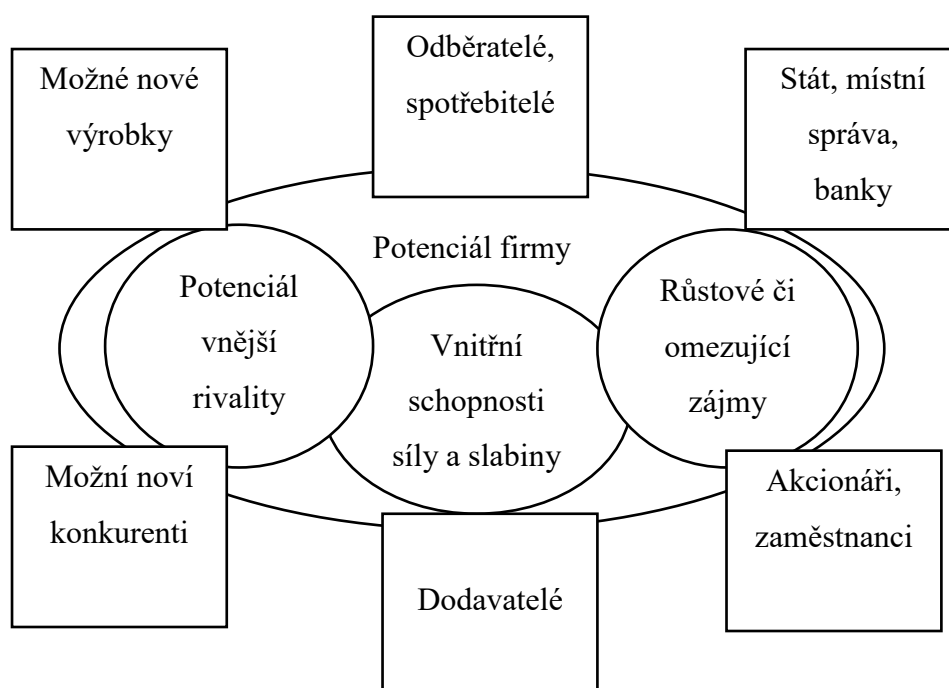 Možné nové
výrobky
Odběratelé,
spotřebitelé
Stát, místní
správa,
banky
Potenciál firmy
Potenciál
vnější
rivality
Vnitřní
schopnosti
síly a slabiny
Růstové či
omezující
zájmy
Možní noví
konkurenti
Dodavatelé
Akcionáři,
zaměstnanci